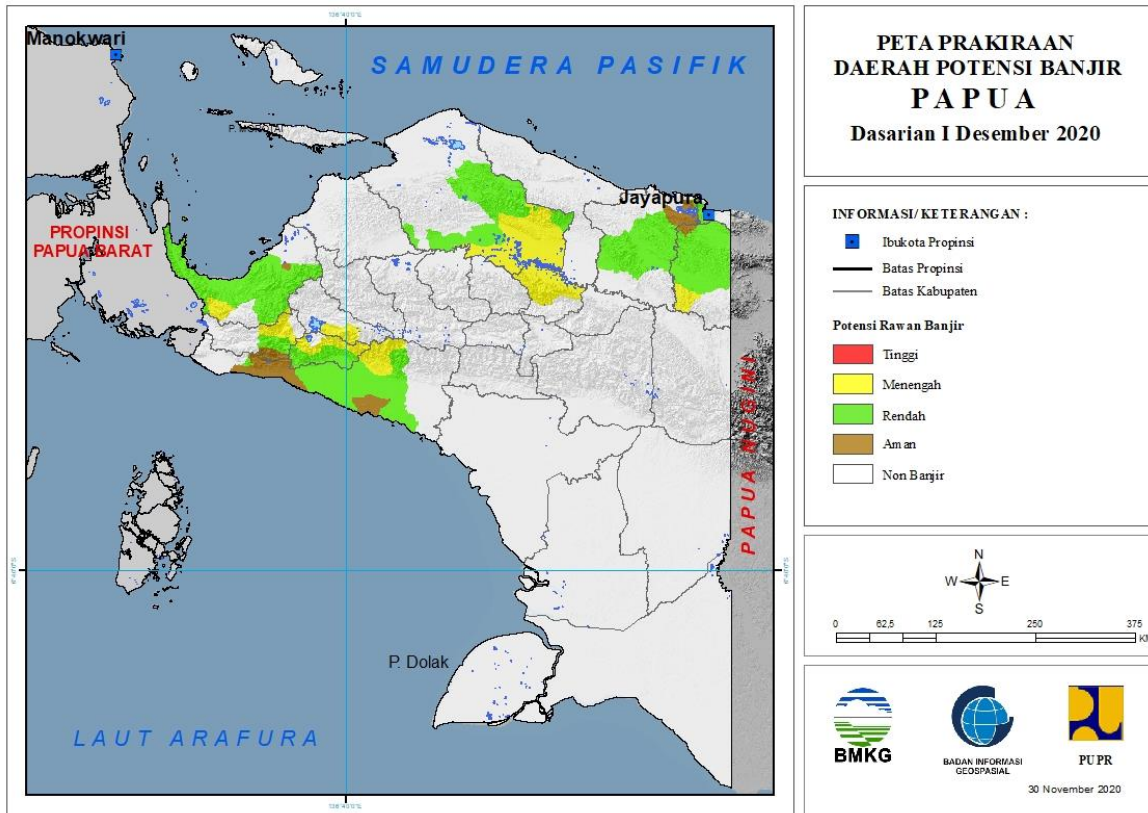 Manokwari
SAMUDERA PASIFIK
Jayapura
PROPINSI
PAPUA BARAT
PAPUA NUGINI
P. Dolak
LAUT ARAFURA
PETA PRAKIRAAN
DAERAH POTENSI BANJIR
PAPUA
Dasarian I Desember 2020
INFORMASI/ KETERANGAN :
Ibukota Propinsi
Batas Propinsi
Batas Kabupaten
Potensi Rawan Banjir
Tinggi
Menengah
Rendah
Aman
Non Banjir
N
W E
S
0 62,5 125 250 375
KM
BMKG
BADAN INFORMASI
GEOSPASIAL
PUPR
30 November 2020